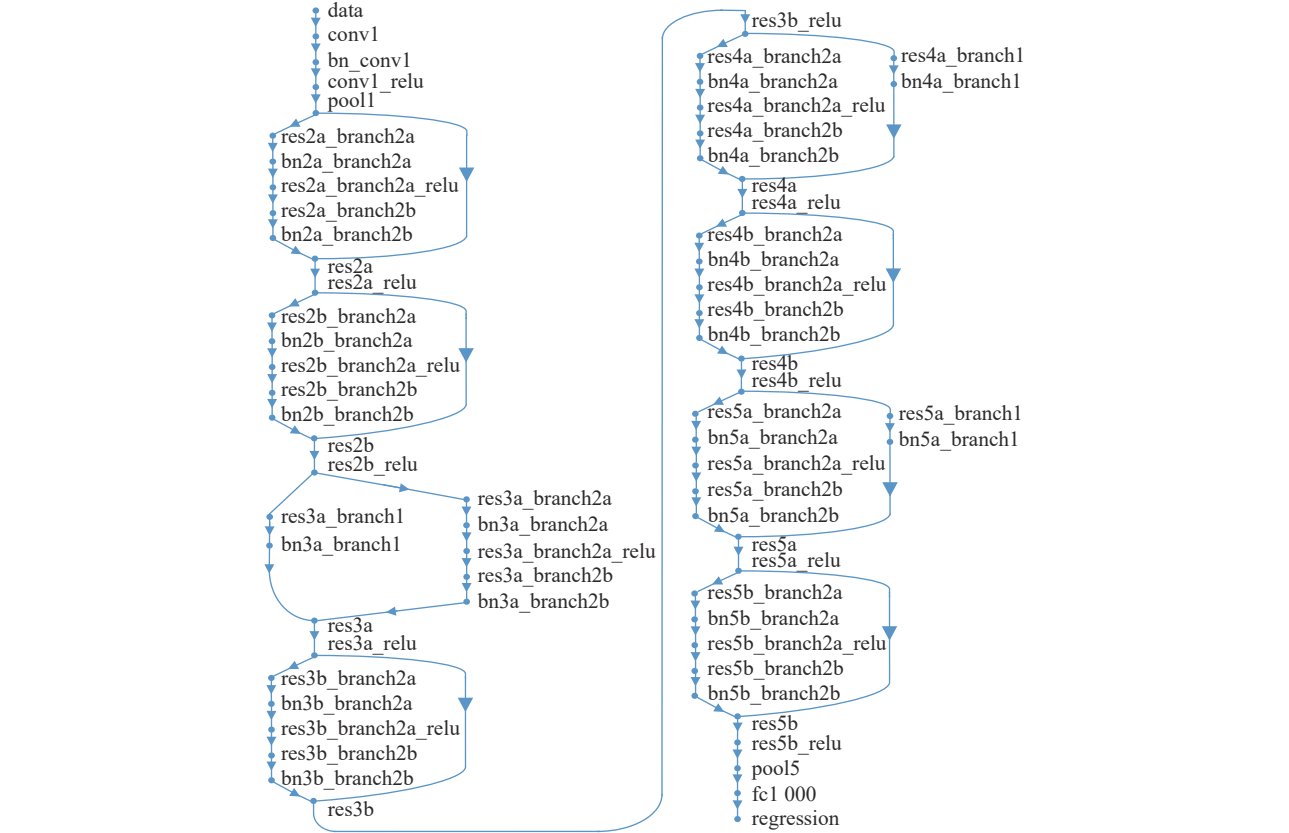 data
conv1
bn_conv1
conv1_relu
pool1
res2a_branch2a
bn2a_branch2a
res2a_branch2a_relu
res2a_branch2b
bn2a_branch2b
res2a
res2a_relu
res2b_branch2a
bn2b_branch2a
res2b_branch2a_relu
res2b_branch2b
bn2b_branch2b
res2b
res2b_relu
res3a_branch1
bn3a_branch1
res3a_branch2a
bn3a_branch2a
res3a_branch2a_relu
res3a_branch2b
bn3a_branch2b
res3a
res3a_relu
res3b_branch2a
bn3b_branch2a
res3b_branch2a_relu
res3b_branch2b
bn3b_branch2b
res3b
res3b_relu
res4a_branch2a
bn4a_branch2a
res4a_branch2a_relu
res4a_branch2b
bn4a_branch2b
res4a_branch1
bn4a_branch1
res4a
res4a_relu
res4b_branch2a
bn4b_branch2a
res4b_branch2a_relu
res4b_branch2b
bn4b_branch2b
res4b
res4b_relu
res5a_branch2a
bn5a_branch2a
res5a_branch2a_relu
res5a_branch2b
bn5a_branch2b
res5a_branch1
bn5a_branch1
res5a
res5a_relu
res5b_branch2a
bn5b_branch2a
res5b_branch2a_relu
res5b_branch2b
bn5b_branch2b
res5b
res5b_relu
pool5
fc1 000
regression